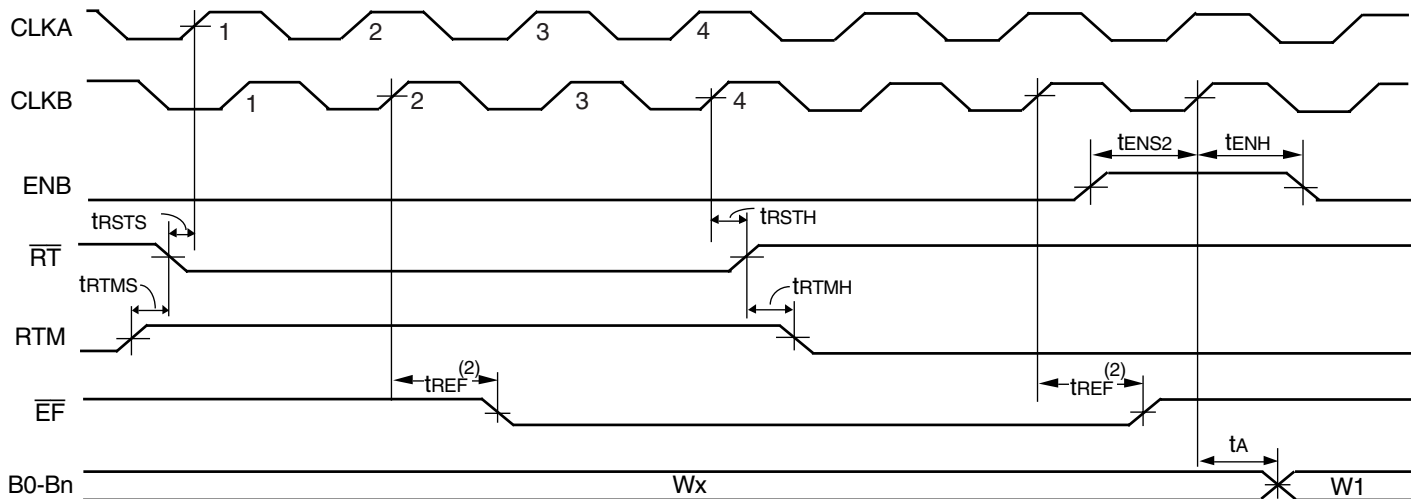 CLKA 1 2 3 4
CLKB 1 2 3 4
tENS2 tENH
ENB
tRSTS tRSTH
RT
tRTMS tRTMH
RTM
tREF(2) tREF(2)
EF
tA
B0-Bn Wx W1